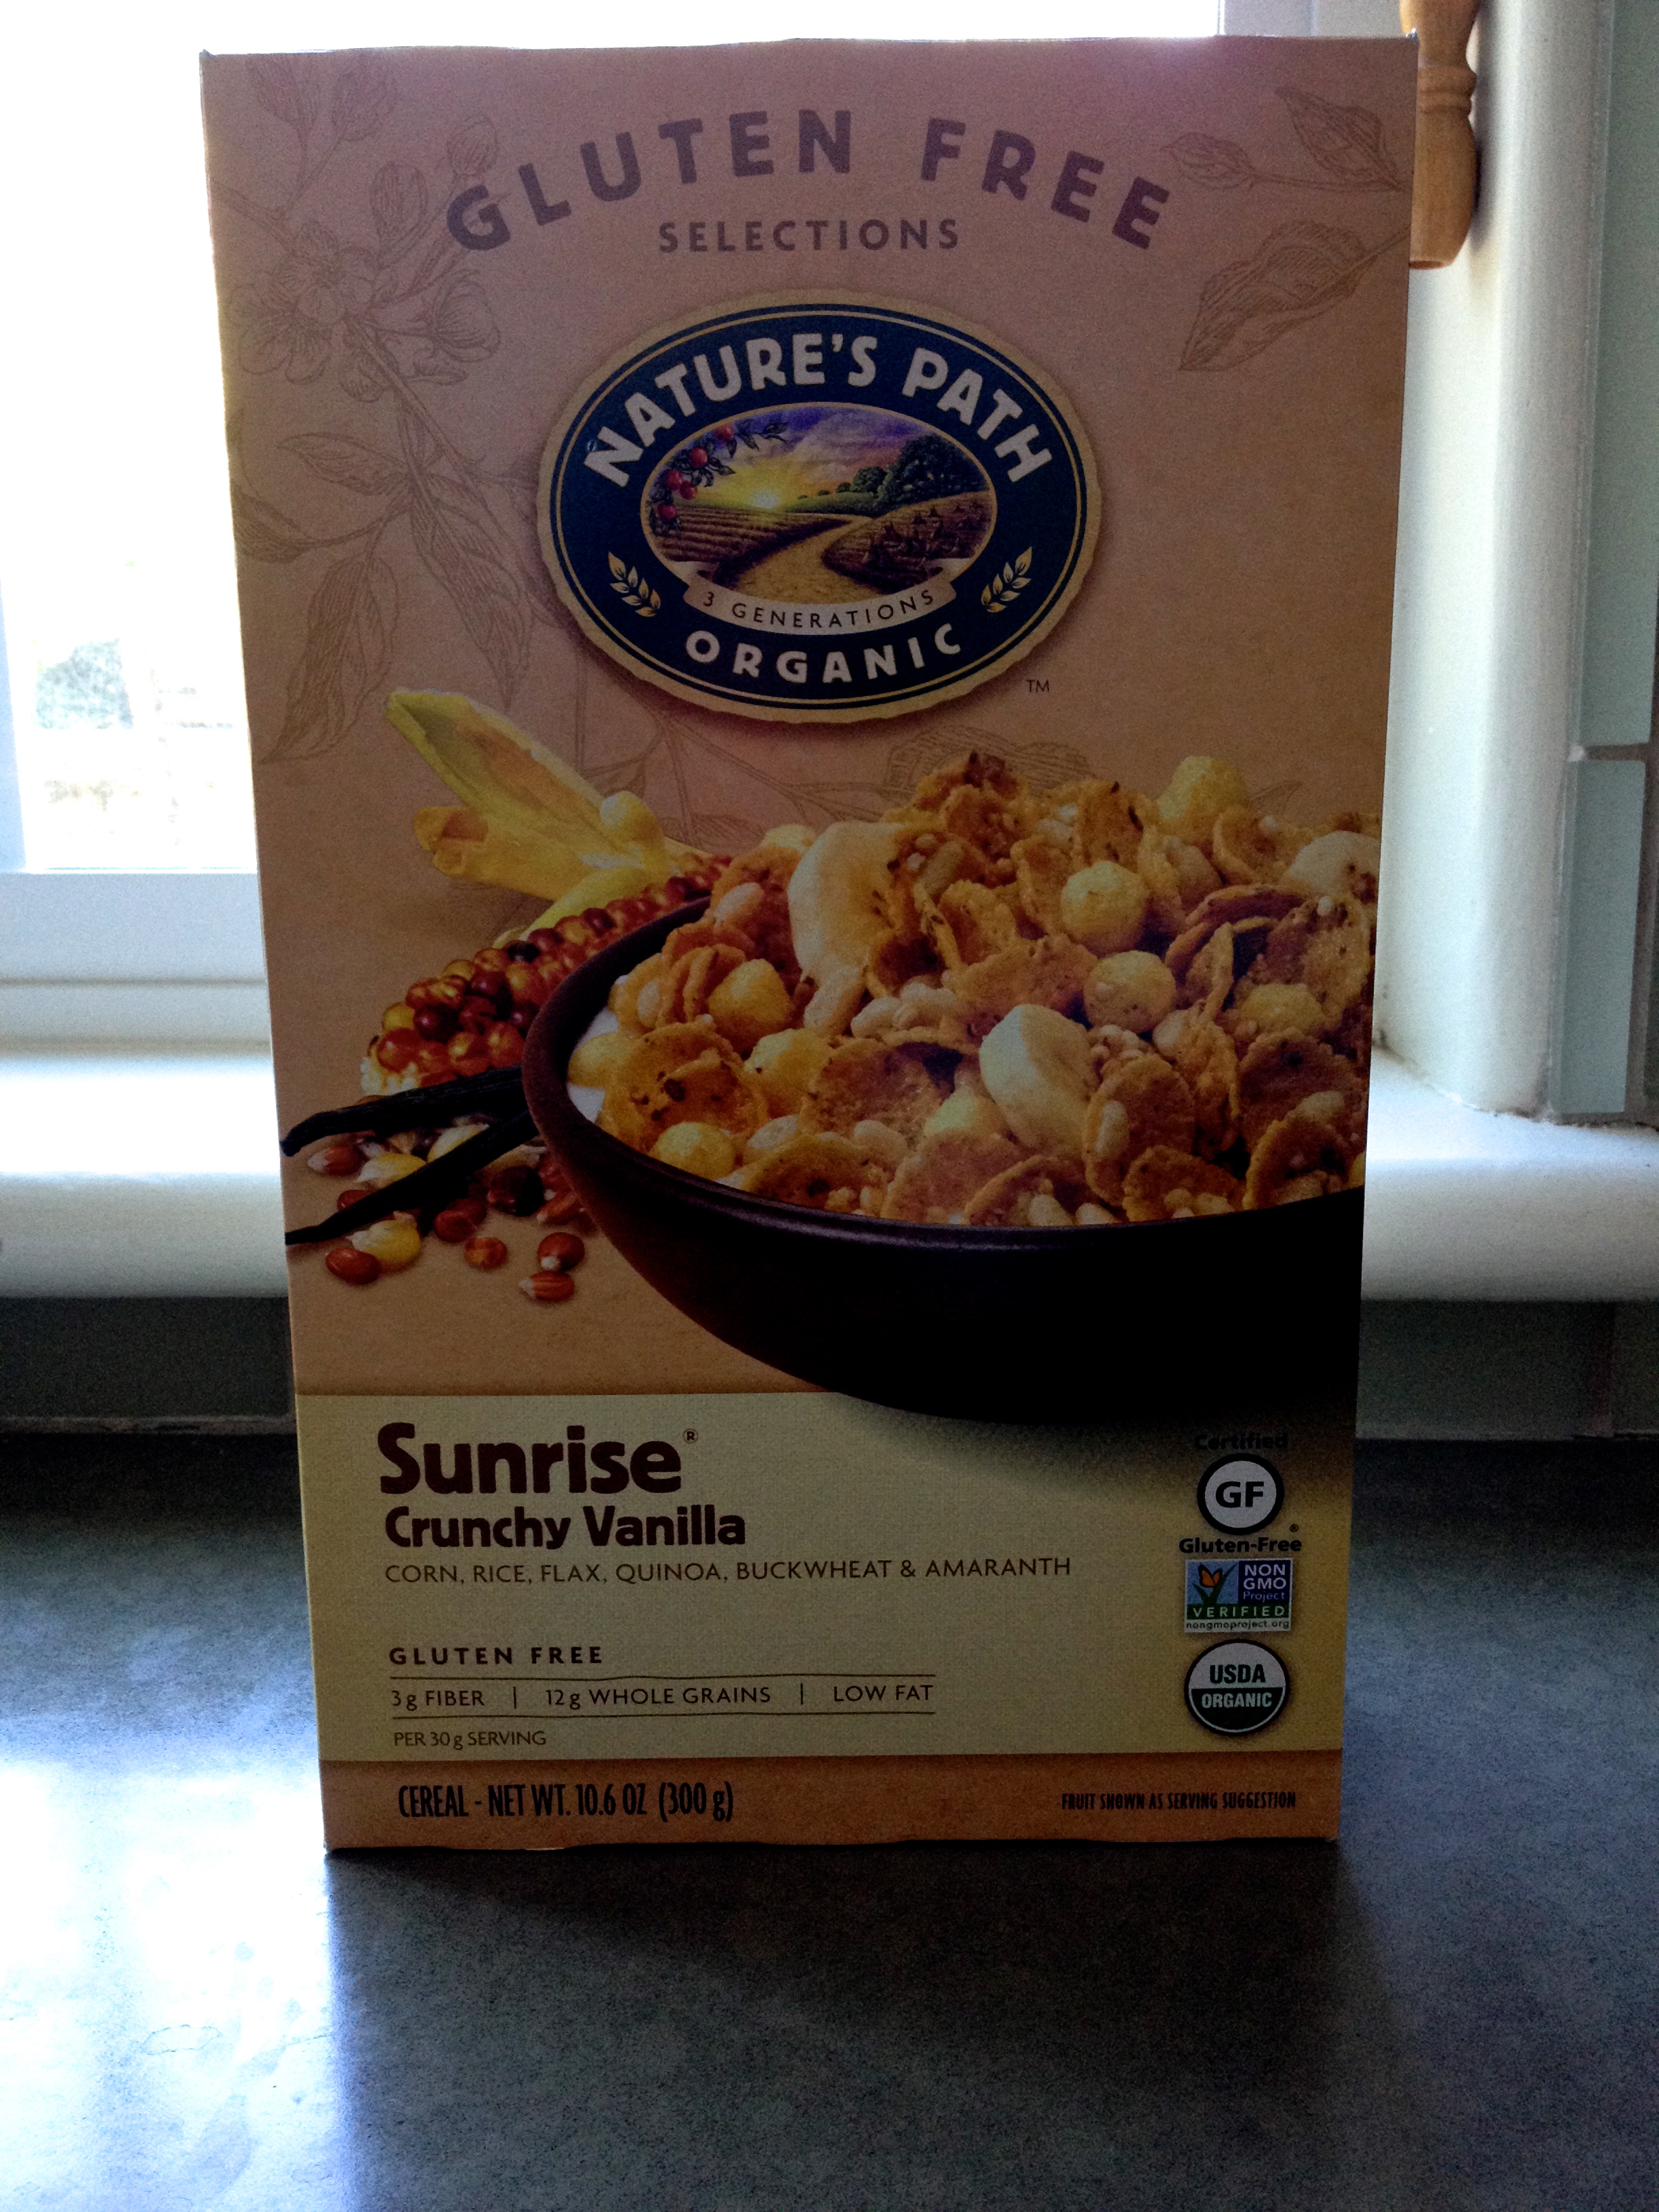 GLUTEN FREE
SELECTIONS
NATURE'S PATH
3 GENERATIONS
ORGANIC
TM
Sunrise®
Crunchy Vanilla
CORN, RICE, FLAX, QUINOA, BUCKWHEAT & AMARANTH
GLUTEN FREE
3g FIBER | 12g WHOLE GRAINS | LOW FAT
PER 30g SERVING
Certified
GF
Gluten-Free®
NON
GMO
Project
VERIFIED
nongmoproject.org
USDA
ORGANIC
CEREAL - NET WT. 10.6 OZ (300 g)
FRUIT SHOWN AS SERVING SUGGESTION